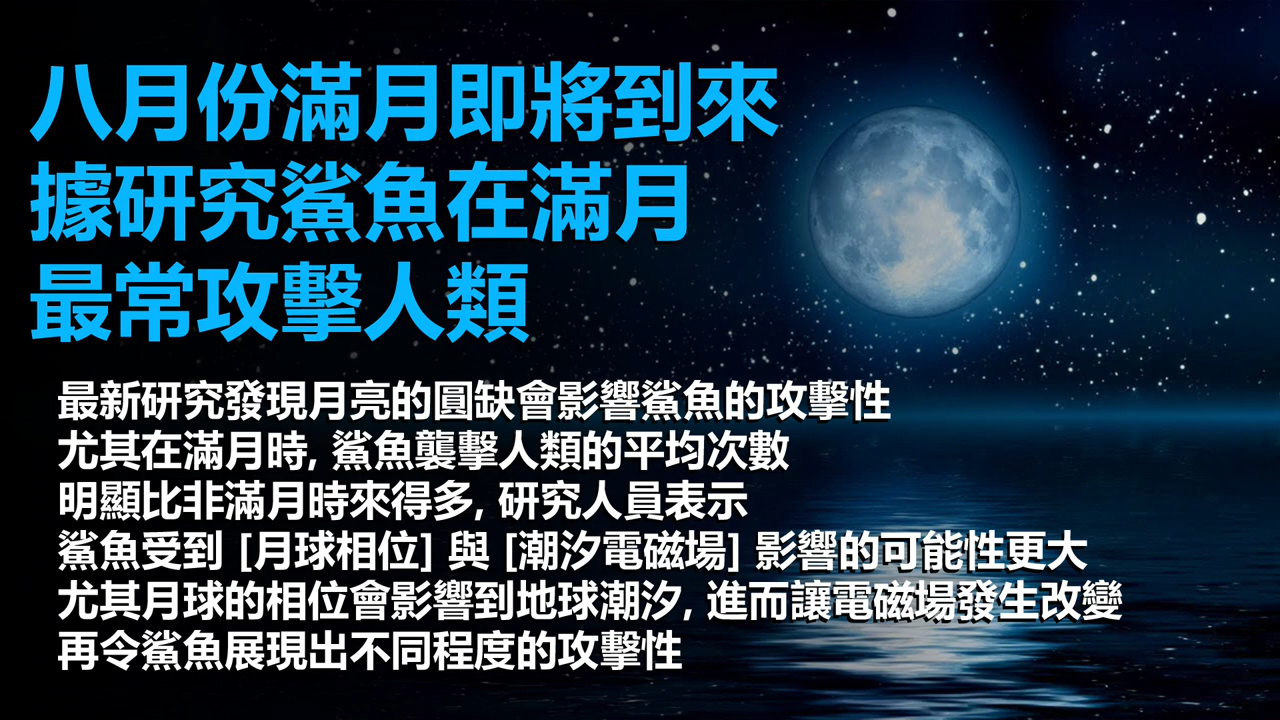 八月份滿月即將到來
據研究鯊魚在滿月
最常攻擊人類
最新研究發現月亮的圓缺會影響鯊魚的攻擊性
尤其在滿月時, 鯊魚襲擊人類的平均次數
明顯比非滿月時來得多, 研究人員表示
鯊魚受到 [月球相位] 與 [潮汐電磁場] 影響的可能性更大
尤其月球的相位會影響到地球潮汐, 進而讓電磁場發生改變
再令鯊魚展現出不同程度的攻擊性